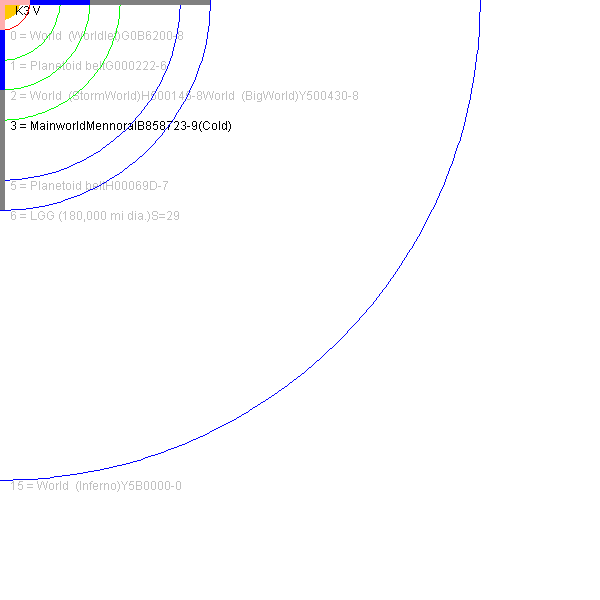 K3 V
0 = World  (Worldlet)G0B6200-8
1 = Planetoid beltG000222-6
2 = World  (StormWorld)H600146-8World  (BigWorld)Y500430-8
3 = MainworldMennoralB858723-9(Cold)
5 = Planetoid beltH00069D-7
6 = LGG (180,000 mi dia.)S=29
15 = World  (Inferno)Y5B0000-0